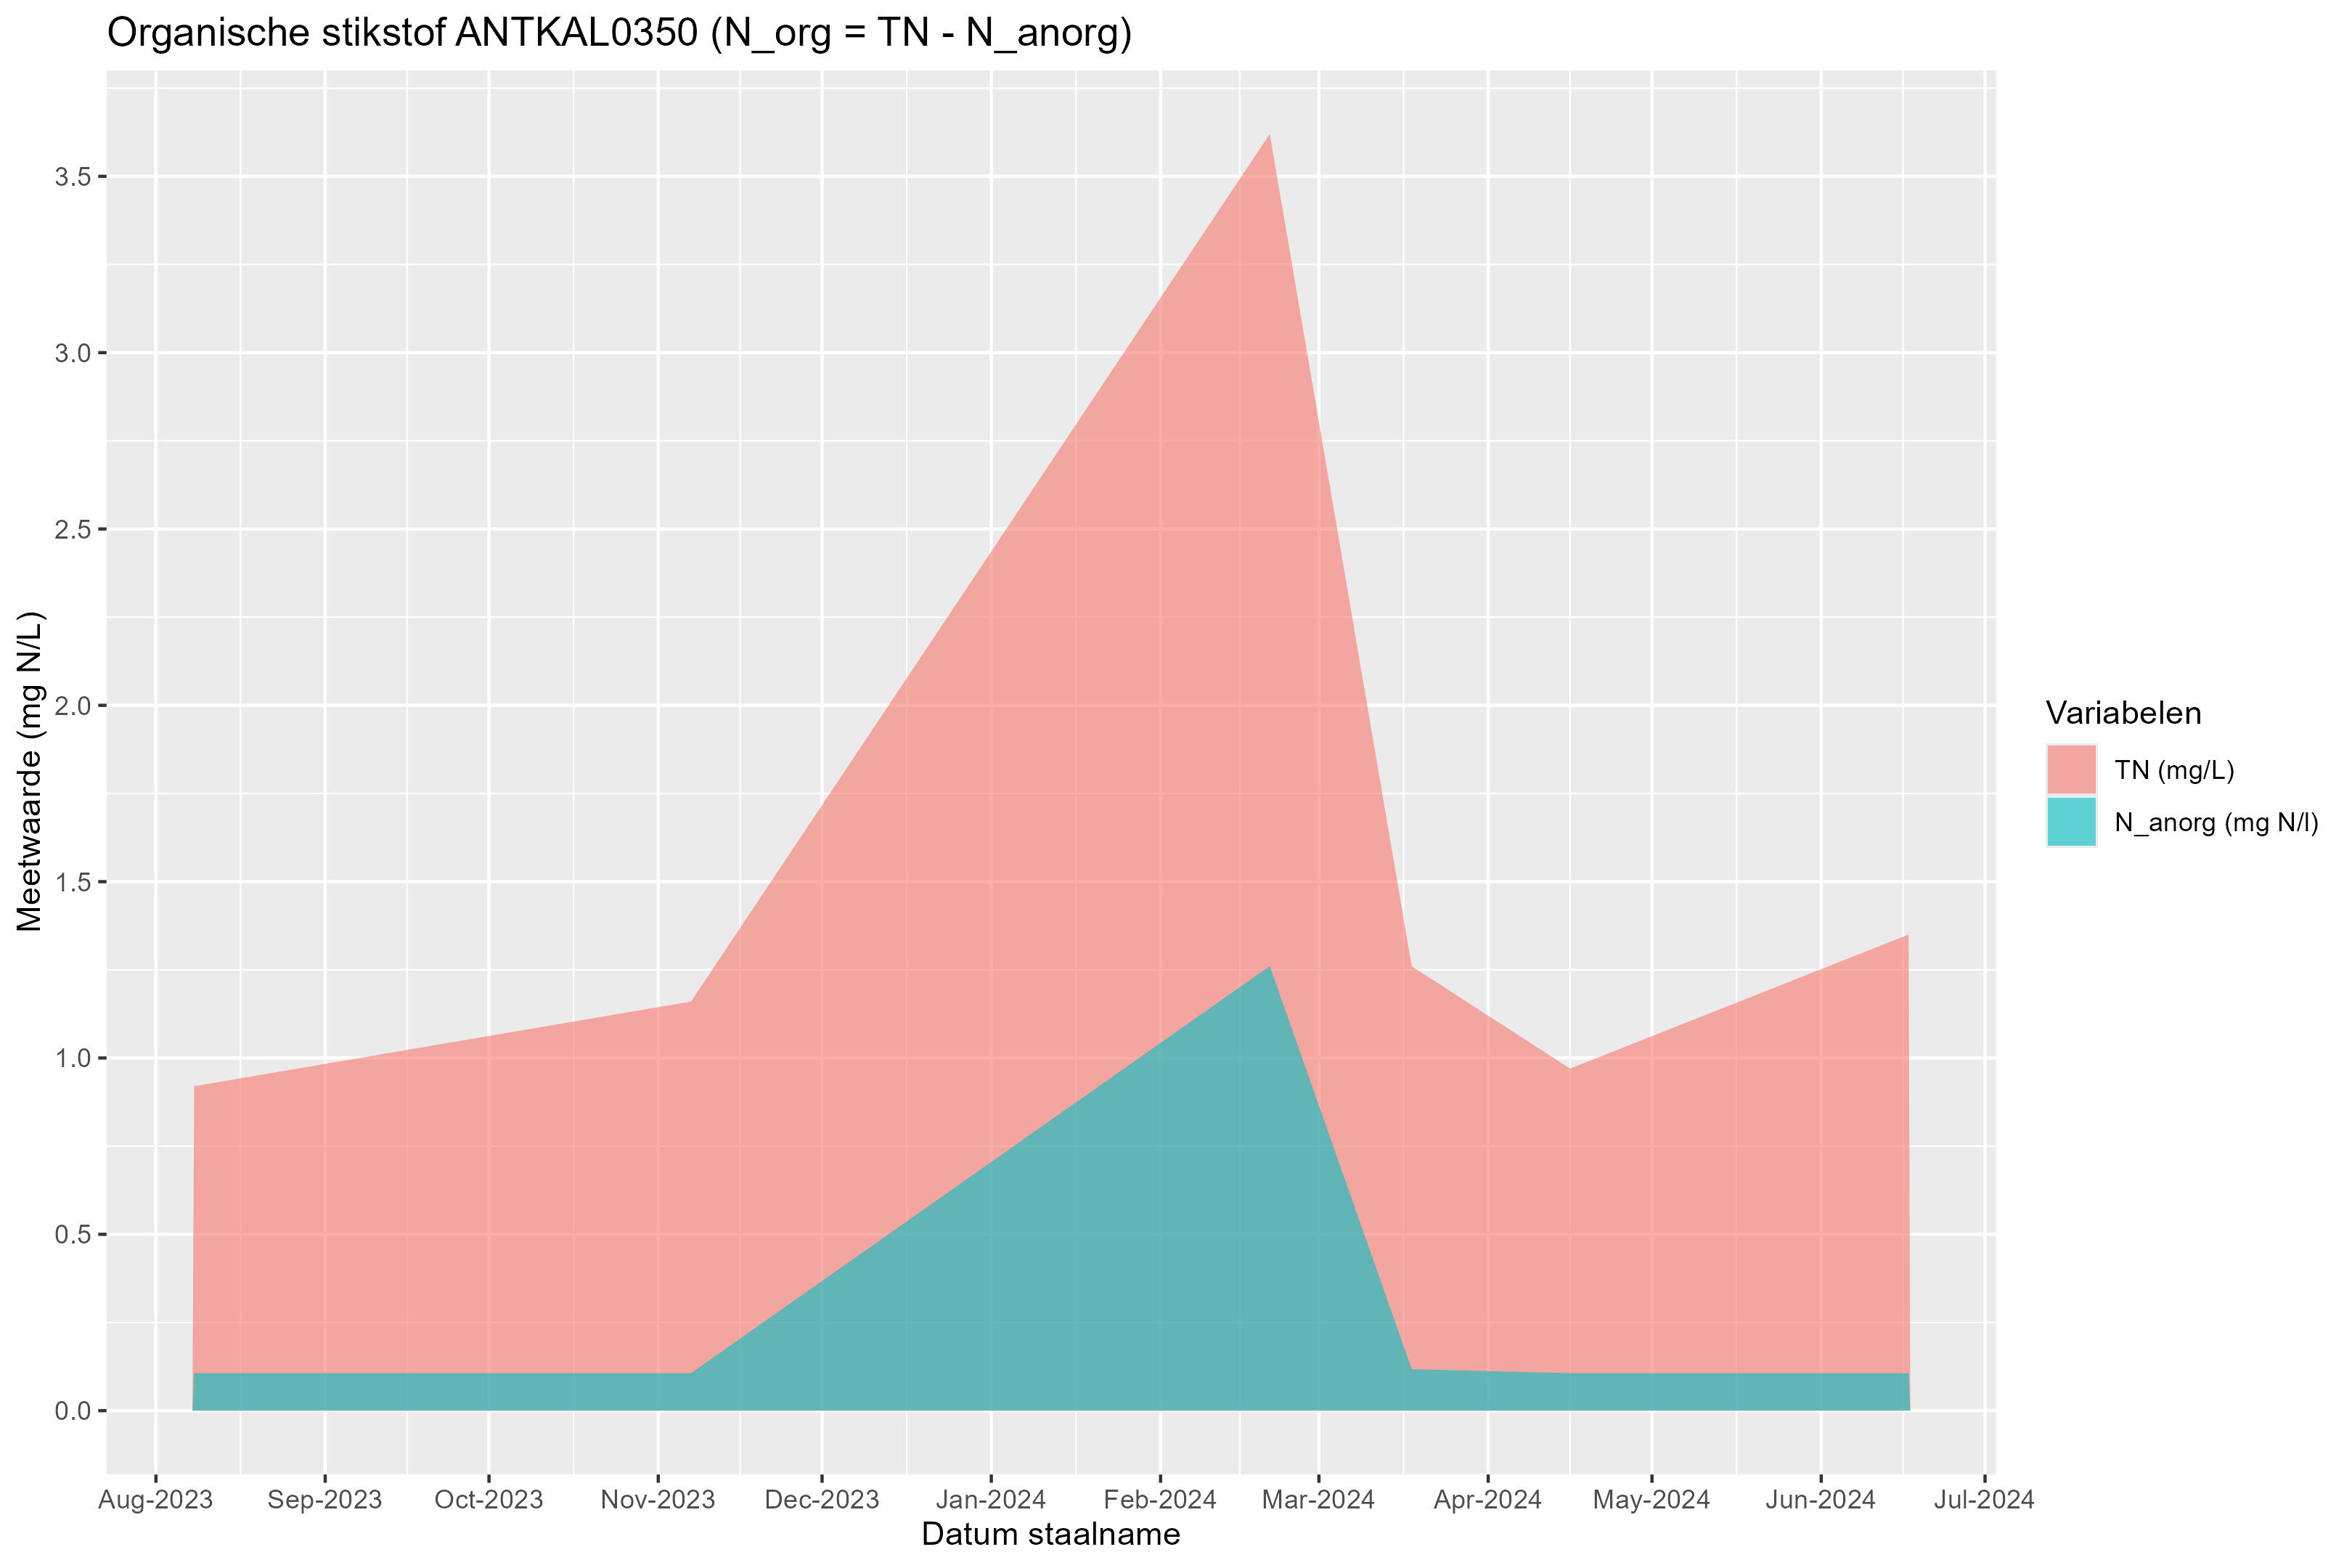 Organische stikstof ANTKAL0350 (N_org = TN - N_anorg)
Meetwaarde (mg N/L)
3.5
3.0
2.5
2.0
1.5
1.0
0.5
0.0
Aug-2023 Sep-2023 Oct-2023 Nov-2023 Dec-2023 Jan-2024 Feb-2024 Mar-2024 Apr-2024 May-2024 Jun-2024 Jul-2024
Datum staalname
Variabelen
TN (mg/L)
N_anorg (mg N/l)